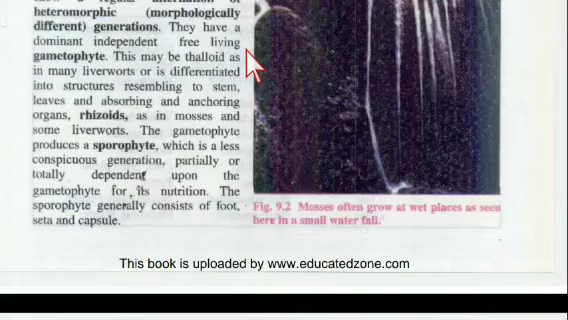 heteromorphic (morphologically
different) generations. They have a
dominant independent free living
gametophyte. This may be thalloid as
in many liverworts or is differentiated
into structures resembling to stem,
leaves and absorbing and anchoring
organs, rhizoids, as in mosses and
some liverworts. The gametophyte
produces a sporophyte, which is a less
conspicuous generation, partially or
totally dependent upon the
gametophyte for its nutrition. The
sporophyte generally consists of foot,
seta and capsule.
Fig. 9.2 Mosses often grow at wet places as seen
here in a small water fall.
This book is uploaded by www.educatedzone.com